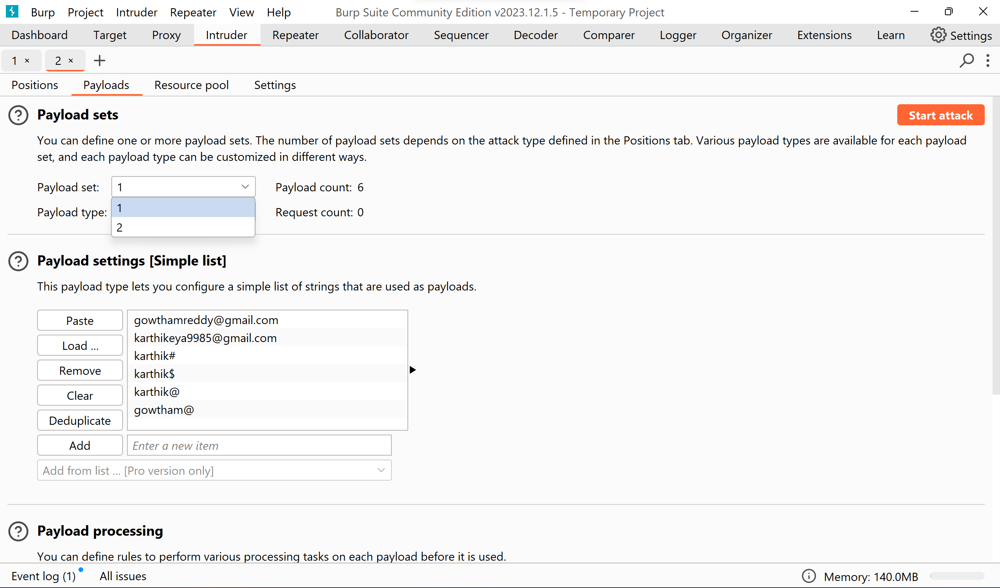 Burp Project Intruder Repeater View Help Burp Suite Community Edition v2023.12.1.5 - Temporary Project
Dashboard Target Proxy Intruder Repeater Collaborator Sequencer Decoder Comparer Logger Organizer Extensions Learn Settings
1 × 2 × +
Positions Payloads Resource pool Settings
? Payload sets Start attack
You can define one or more payload sets. The number of payload sets depends on the attack type defined in the Positions tab. Various payload types are available for each payload
set, and each payload type can be customized in different ways.
Payload set: 1 Payload count: 6
Payload type: 1 Request count: 0
2
? Payload settings [Simple list]
This payload type lets you configure a simple list of strings that are used as payloads.
Paste gowthamreddy@gmail.com
karthikeya9985@gmail.com
Load ... karthik#
Remove karthik$
Clear karthik@
gowtham@
Deduplicate
Add Enter a new item
Add from list ... [Pro version only]
? Payload processing
You can define rules to perform various processing tasks on each payload before it is used.
Event log (1) All issues Memory: 140.0MB